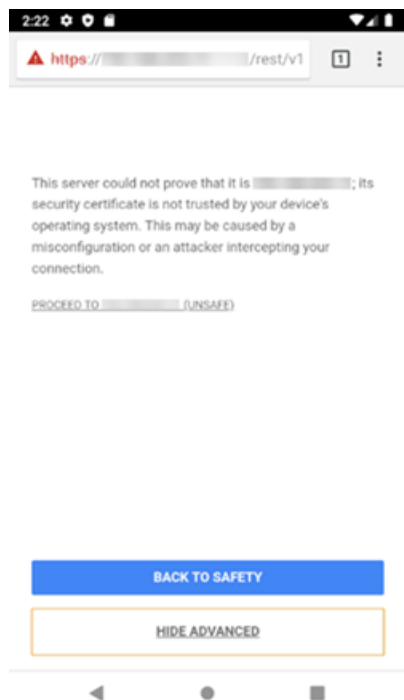 2:22
https:// /rest/v1 1
This server could not prove that it is ; its
security certificate is not trusted by your device's
operating system. This may be caused by a
misconfiguration or an attacker intercepting your
connection.
PROCEED TO (UNSAFE)
BACK TO SAFETY
HIDE ADVANCED